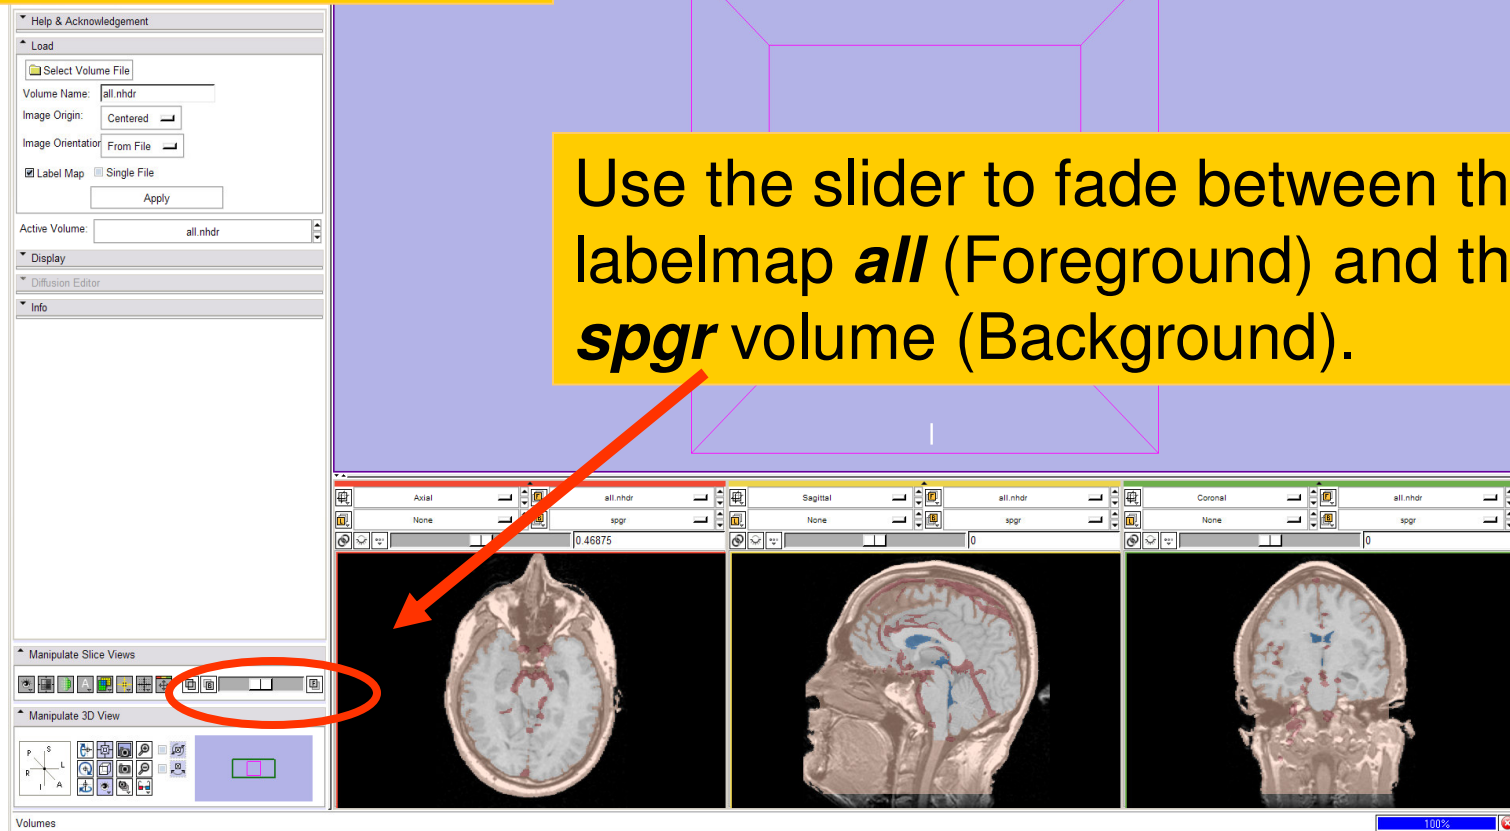 Help & Acknowledgement
Load
Select Volume File
Volume Name: all.nhdr
Image Origin: Centered
Image Orientation From File
Label Map Single File
Apply
Active Volume: all.nhdr
Display
Diffusion Editor
Info
Use the slider to fade between th
labelmap all (Foreground) and th
spgr volume (Background).
Axial all.nhdr Sagittal all.nhdr Coronal all.nhdr
None spgr None spgr None spgr
0.46875 0 0
Manipulate Slice Views
B F
Manipulate 3D View
P S
R L
I A
Volumes 100%